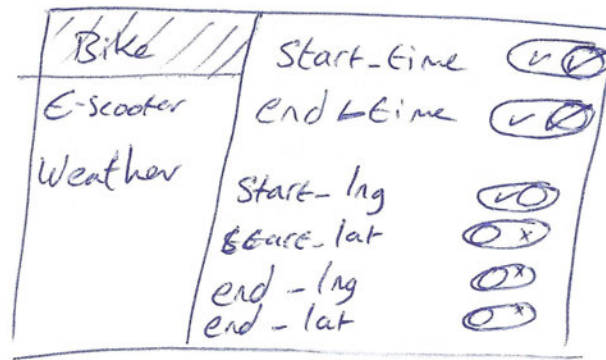 Bike
E-scooter
Weather
Start_time
end_time
Start_lng
start_lat
end_lng
end_lat